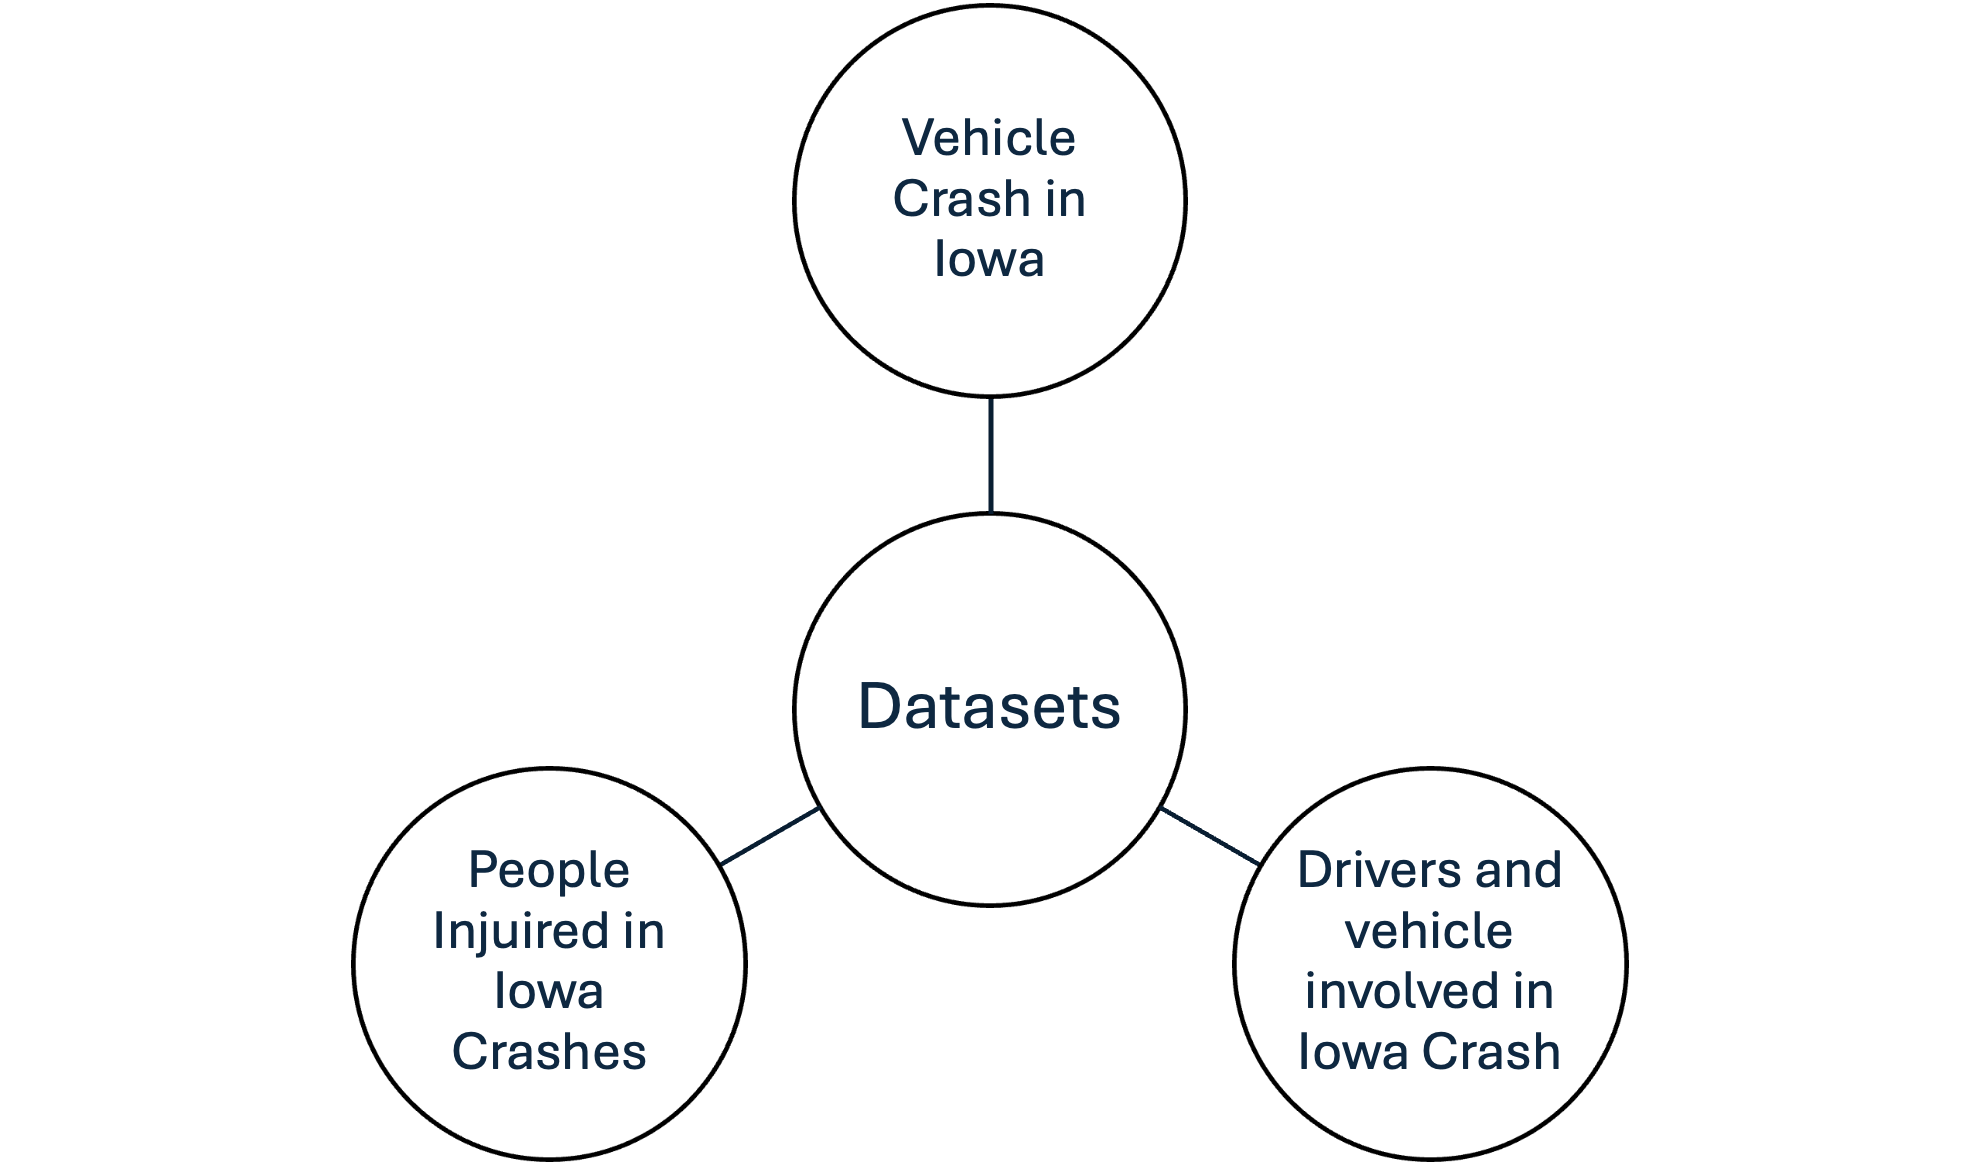 Vehicle
Crash in
Iowa
Datasets
People
Injuired in
Iowa
Crashes
Drivers and
vehicle
involved in
Iowa Crash